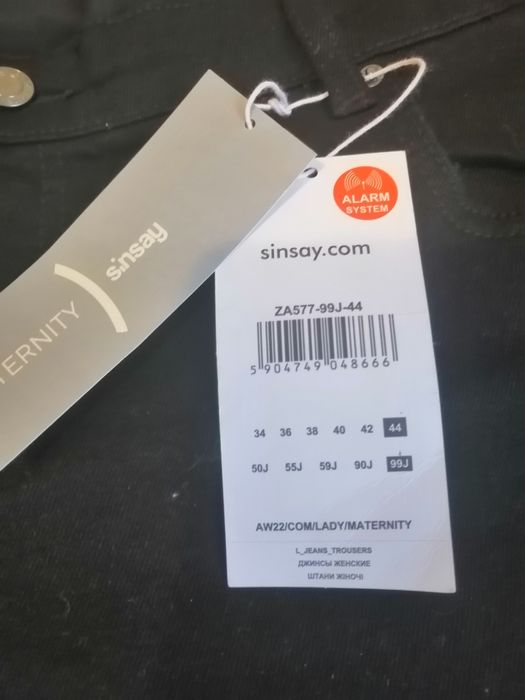 sinsay
TERNITY
ALARM
SYSTEM
sinsay.com
ZA577-99J-44
5 904749 048666
34 36 38 40 42 44
50J 55J 59J 90J 99J
AW22/COM/LADY/MATERNITY
L_JEANS_TROUSERS
ДЖИНСЫ ЖЕНСКИЕ
ШТАНИ ЖІНОЧІ